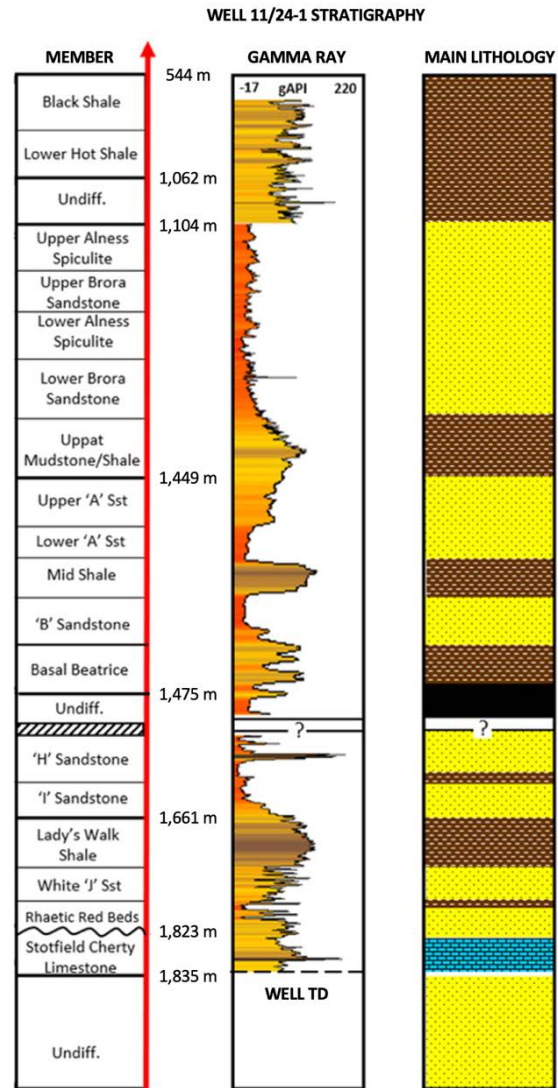 WELL 11/24-1 STRATIGRAPHY
MEMBER
GAMMA RAY
MAIN LITHOLOGY
544 m
-17 gAPI 220
Black Shale
Lower Hot Shale
1,062 m
Undiff.
1,104 m
Upper Alness
Spiculite
Upper Brora
Sandstone
Lower Alness
Spiculite
Lower Brora
Sandstone
Uppat
Mudstone/Shale
1,449 m
Upper ‘A’ Sst
Lower ‘A’ Sst
Mid Shale
‘B’ Sandstone
Basal Beatrice
1,475 m
Undiff.
?
?
‘H’ Sandstone
‘I’ Sandstone
1,661 m
Lady’s Walk
Shale
White ‘J’ Sst
Rhaetic Red Beds
1,823 m
Stotfield Cherty
Limestone
1,835 m
WELL TD
Undiff.